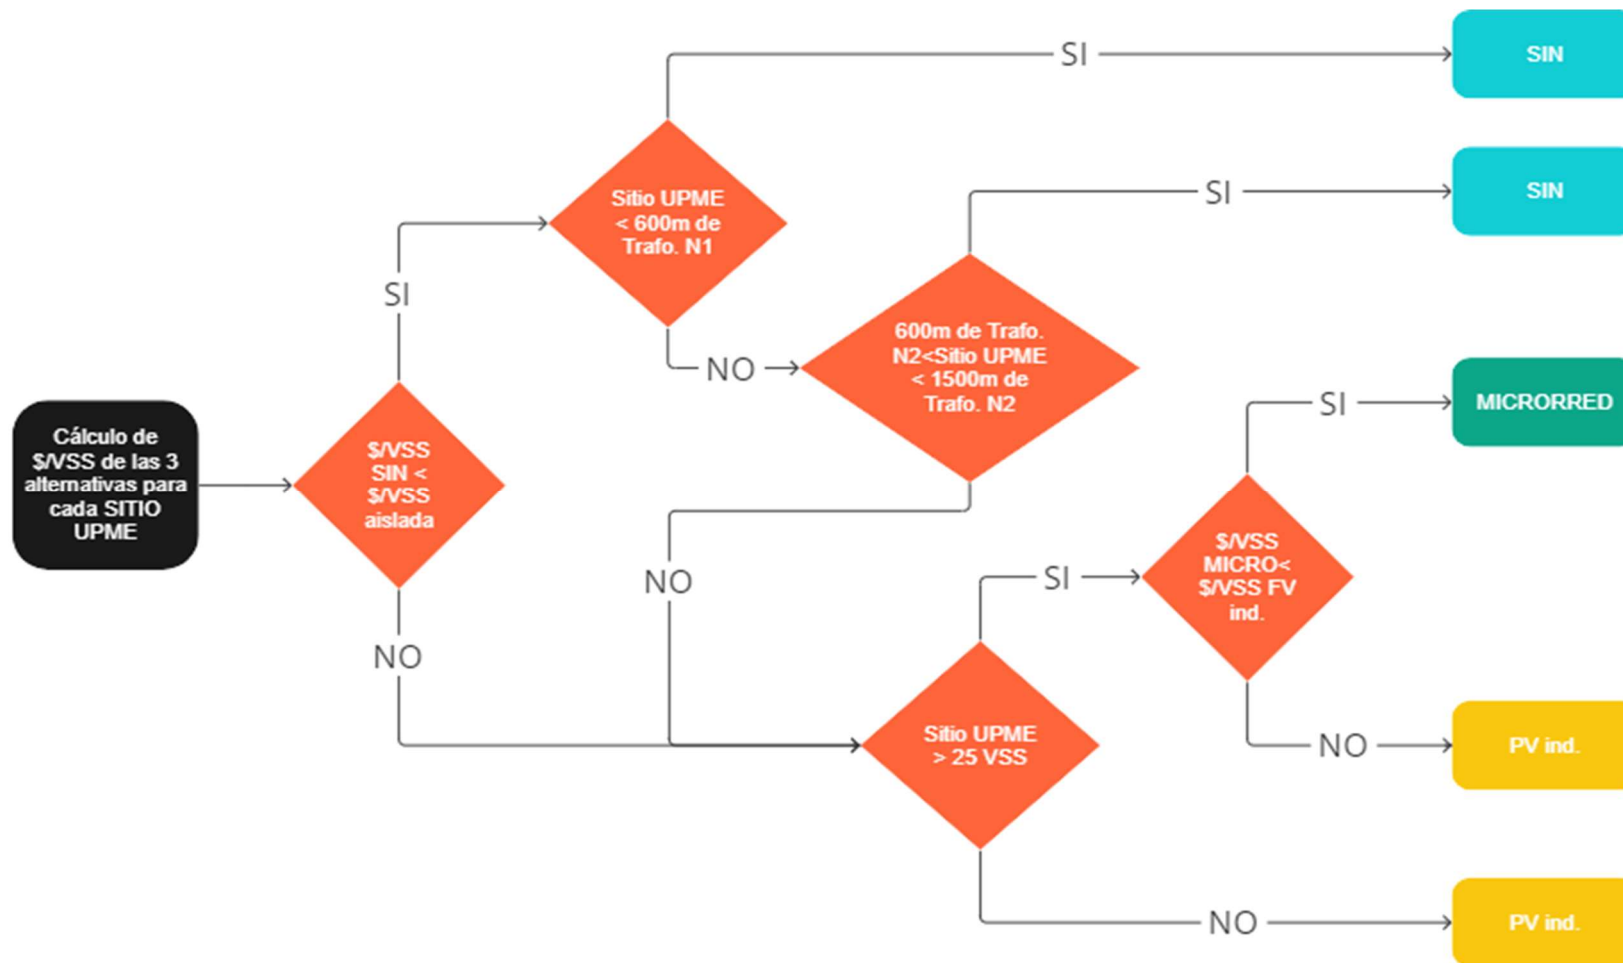 SI
SIN
SI
SIN
Sitio UPME
< 600m de
Trafo. N1
SI
NO
600m de Trafo.
N2<Sitio UPME
< 1500m de
Trafo. N2
SI
MICRORRED
Cálculo de
$/VSS de las 3
alternativas para
cada SITIO
UPME
$/VSS
SIN <
$/VSS
aislada
NO
NO
SI
$/VSS
MICRO<
$/VSS FV
ind.
Sitio UPME
> 25 VSS
NO
PV ind.
NO
PV ind.